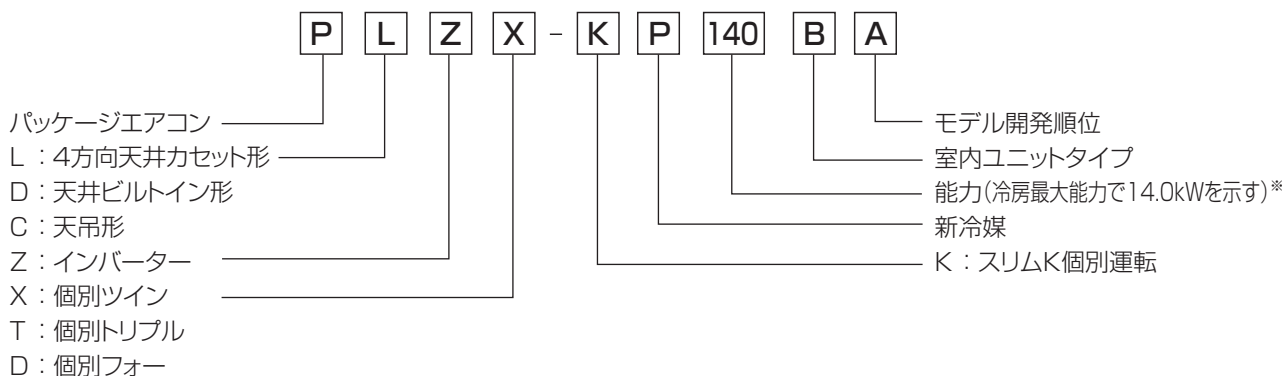 P L Z X - K P 140 B A
パッケージエアコン
L：4方向天井カセット形
D：天井ビルトイン形
C：天吊形
Z：インバーター
X：個別ツイン
T：個別トリプル
D：個別フォー
モデル開発順位
室内ユニットタイプ
能力(冷房最大能力で14.0kWを示す)※
新冷媒
K：スリムK個別運転